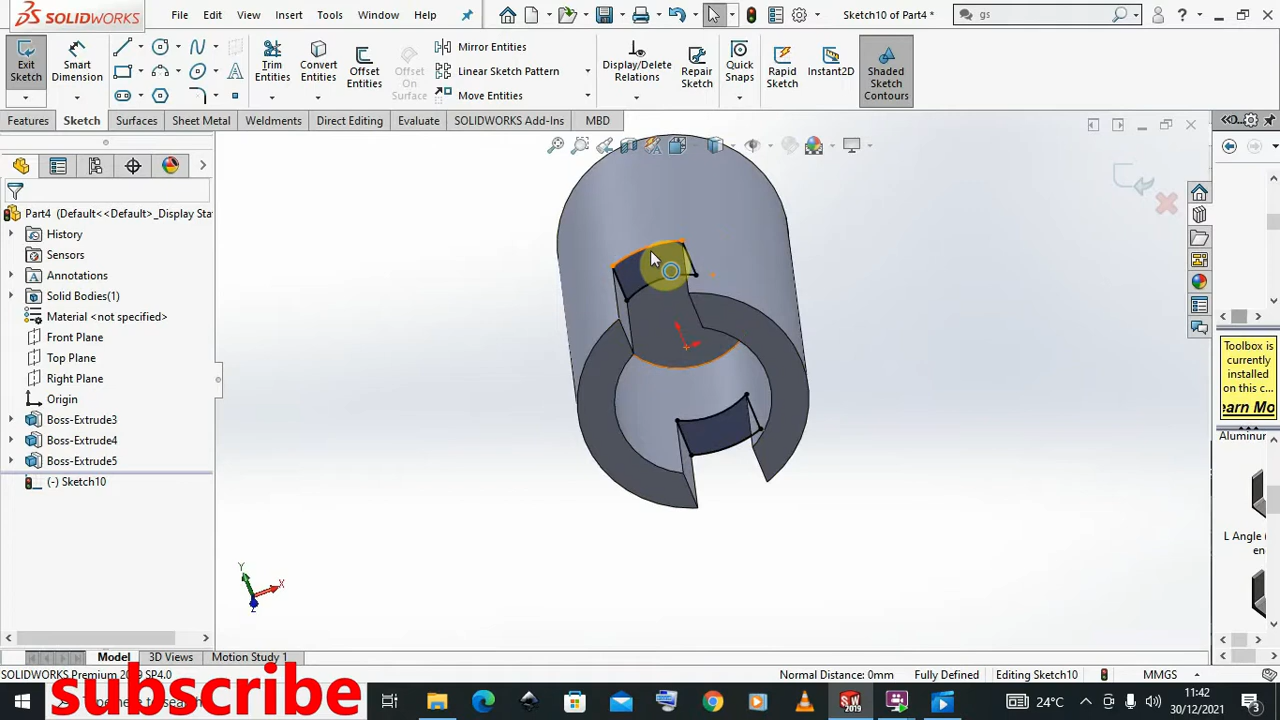 SOLIDWORKS
File Edit View Insert Tools Window Help
Sketch10 of Part4 *
gs
Exit Sketch
Smart Dimension
Trim Entities
Convert Entities
Offset Entities
Offset On Surface
Mirror Entities
Linear Sketch Pattern
Move Entities
Display/Delete Relations
Repair Sketch
Quick Snaps
Rapid Sketch
Instant2D
Shaded Sketch Contours
Features Sketch Surfaces Sheet Metal Weldments Direct Editing Evaluate SOLIDWORKS Add-Ins MBD
Part4 (Default<<Default>_Display Sta
History
Sensors
Annotations
Solid Bodies(1)
Material <not specified>
Front Plane
Top Plane
Right Plane
Origin
Boss-Extrude3
Boss-Extrude4
Boss-Extrude5
(-) Sketch10
Y
X
Z
Toolbox is
currently
installed
on this c...
earn Mo
Aluminur
L Angle (
en
Model 3D Views Motion Study 1
Normal Distance: 0mm Fully Defined Editing Sketch10 MMGS
subscribe
24°C
11:42
30/12/2021
3